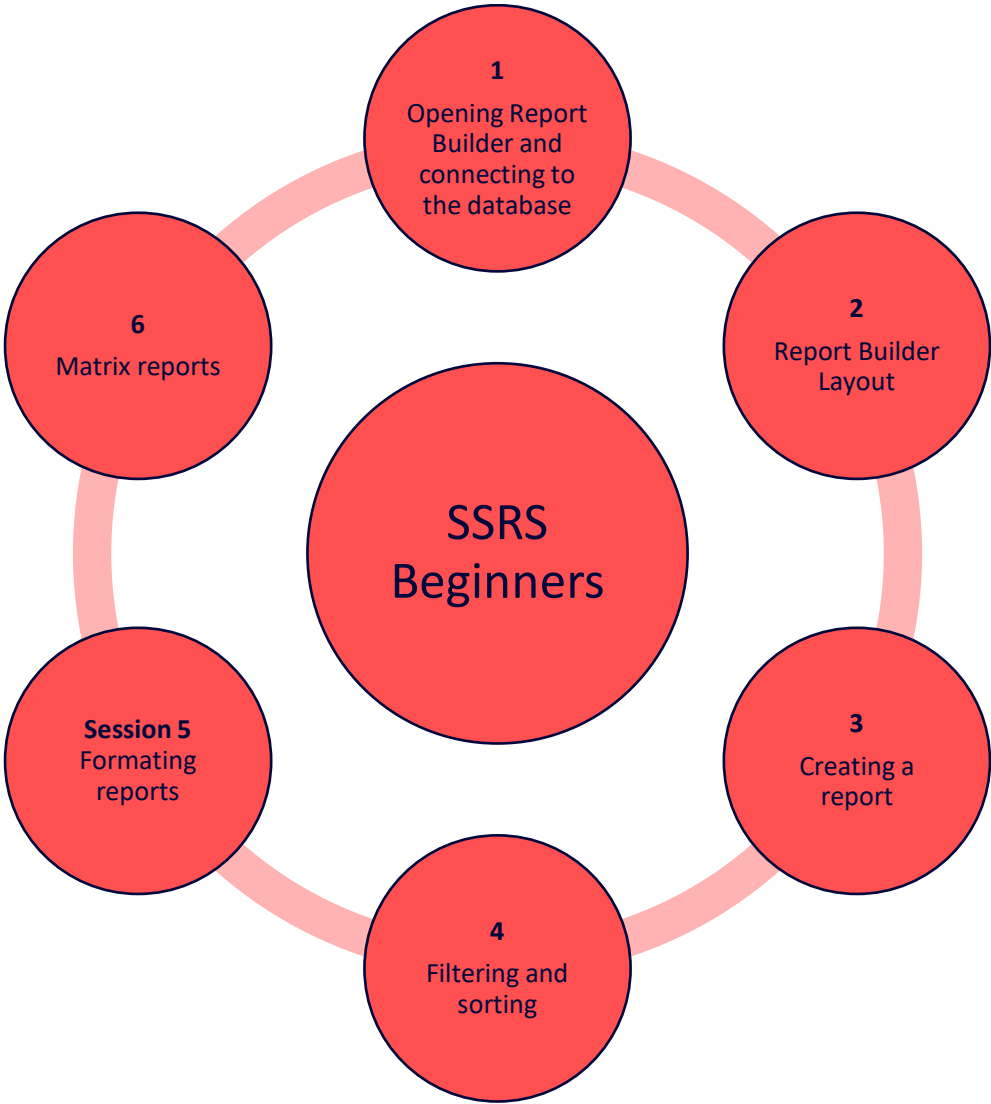 1
Opening Report
Builder and
connecting to
the database
2
Report Builder
Layout
3
Creating a
report
4
Filtering and
sorting
Session 5
Formating
reports
6
Matrix reports
SSRS
Beginners